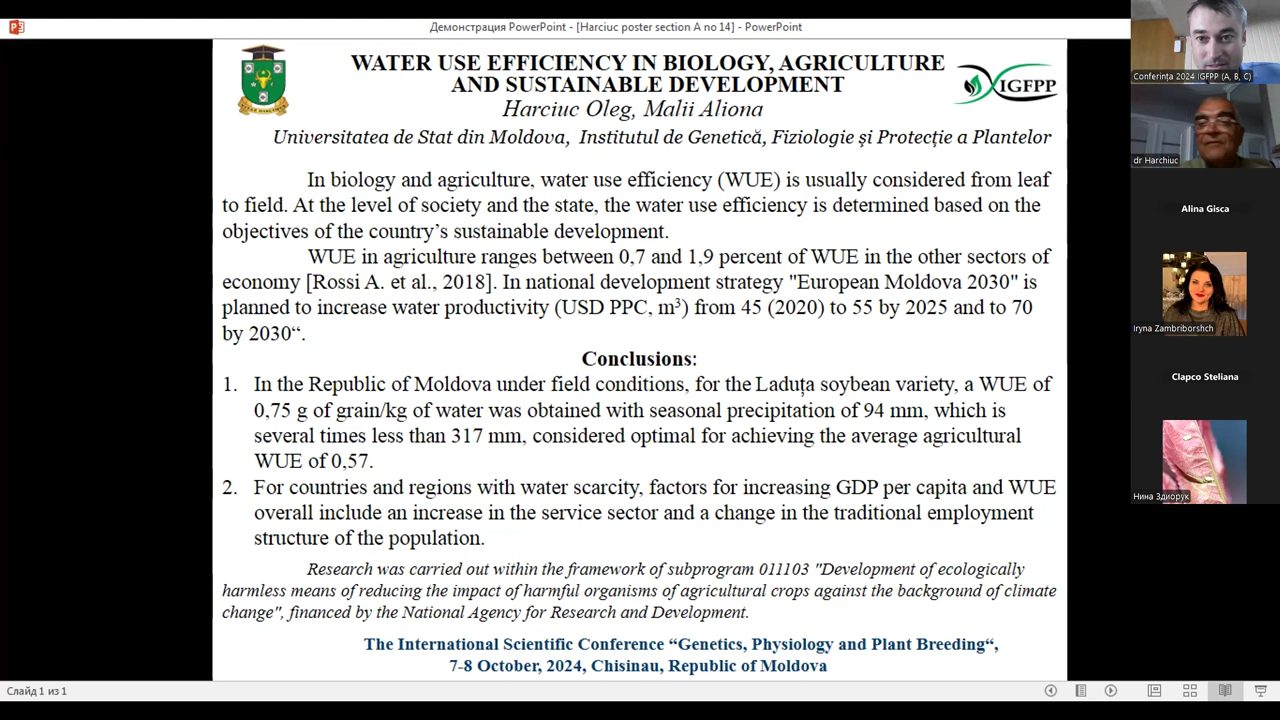 Демонстрация PowerPoint - [Harciuc poster section A no 14] - PowerPoint
WATER USE EFFICIENCY IN BIOLOGY, AGRICULTURE
AND SUSTAINABLE DEVELOPMENT
Harciuc Oleg, Malii Aliona
IGFPP
Universitatea de Stat din Moldova, Institutul de Genetică, Fiziologie și Protecție a Plantelor
In biology and agriculture, water use efficiency (WUE) is usually considered from leaf
to field. At the level of society and the state, the water use efficiency is determined based on the
objectives of the country’s sustainable development.
WUE in agriculture ranges between 0,7 and 1,9 percent of WUE in the other sectors of
economy [Rossi A. et al., 2018]. In national development strategy "European Moldova 2030" is
planned to increase water productivity (USD PPC, m³) from 45 (2020) to 55 by 2025 and to 70
by 2030“.
Conclusions:
1. In the Republic of Moldova under field conditions, for the Laduța soybean variety, a WUE of
0,75 g of grain/kg of water was obtained with seasonal precipitation of 94 mm, which is
several times less than 317 mm, considered optimal for achieving the average agricultural
WUE of 0,57.
2. For countries and regions with water scarcity, factors for increasing GDP per capita and WUE
overall include an increase in the service sector and a change in the traditional employment
structure of the population.
Research was carried out within the framework of subprogram 011103 "Development of ecologically
harmless means of reducing the impact of harmful organisms of agricultural crops against the background of climate
change", financed by the National Agency for Research and Development.
The International Scientific Conference “Genetics, Physiology and Plant Breeding“,
7-8 October, 2024, Chisinau, Republic of Moldova
Слайд 1 из 1
Conferința 2024 IGFPP (A, B, C)
dr Harchiuc
Alina Gisca
Iryna Zambriborshch
Clapco Steliana
Нина Здиорук